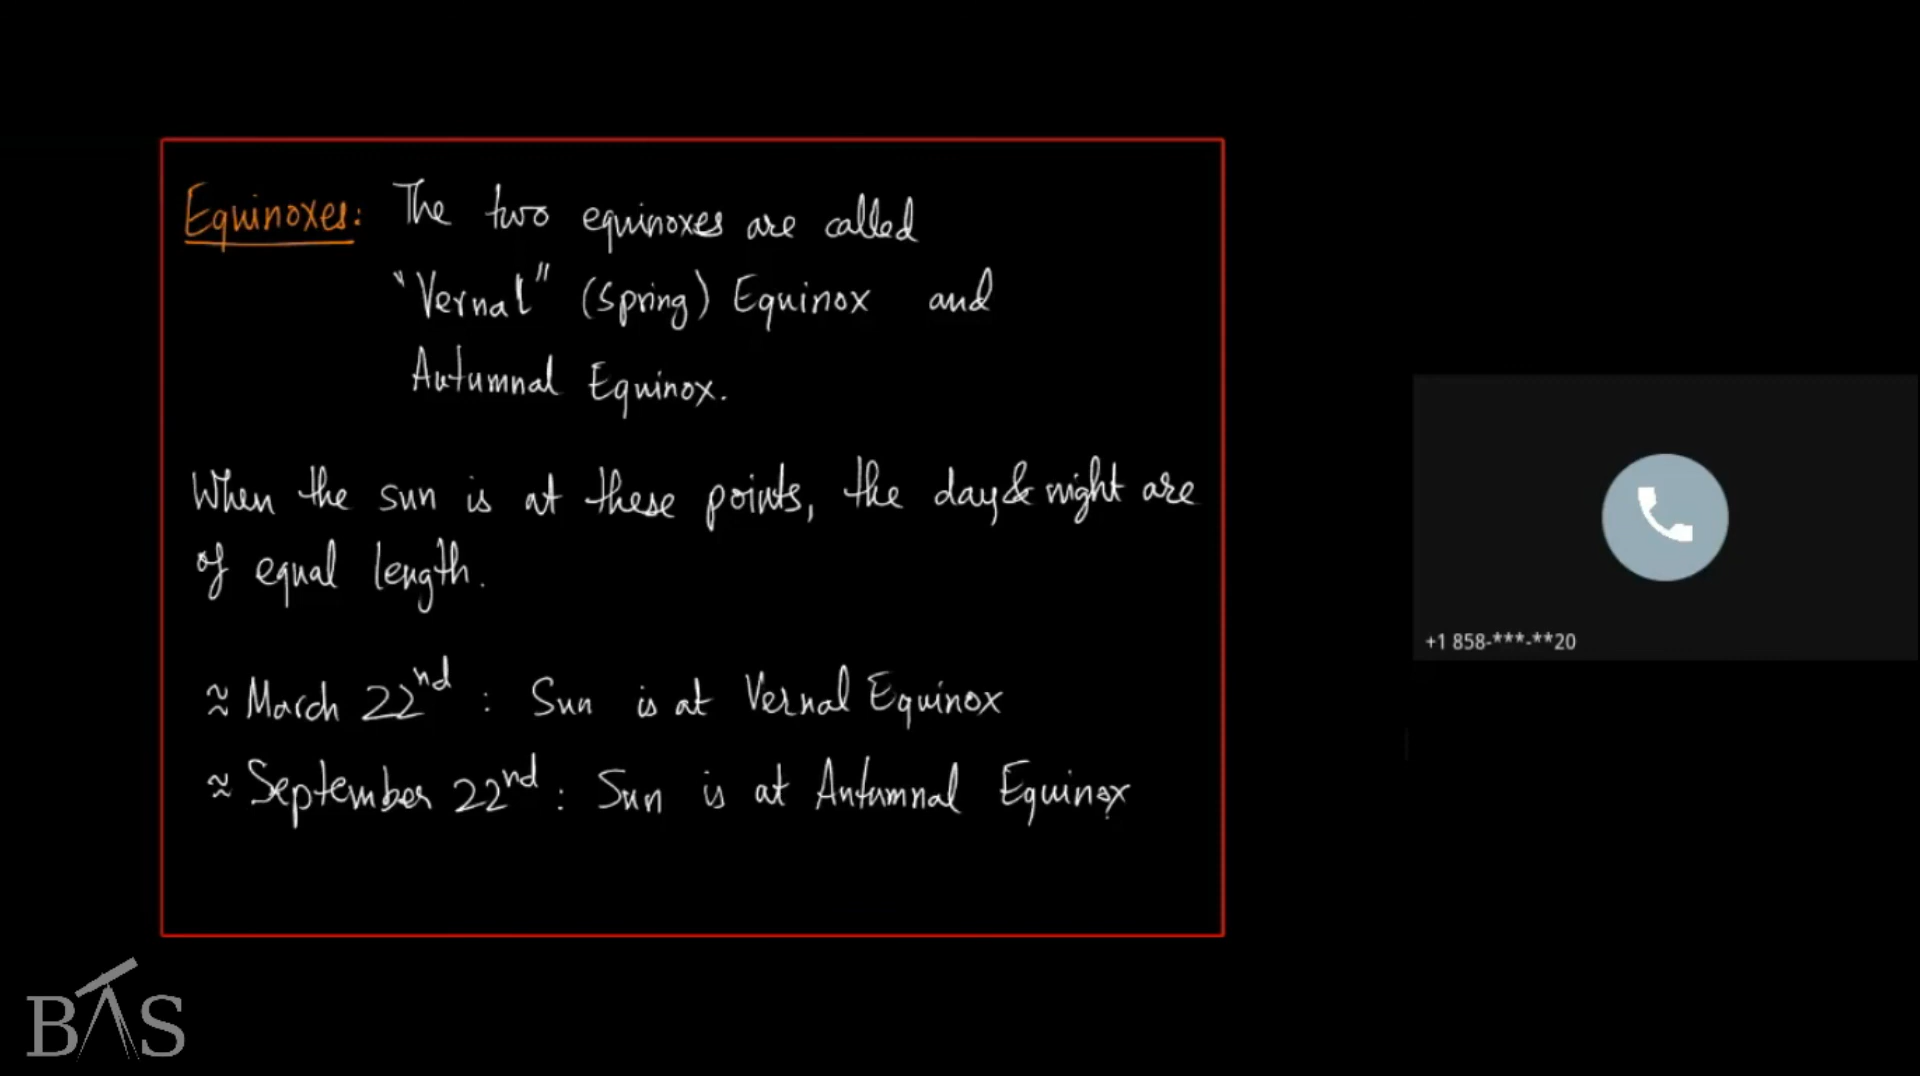 Equinoxes: The two equinoxes are called
"Vernal" (Spring) Equinox and
Autumnal Equinox.
When the sun is at these points, the day & night are
of equal length.
≈ March 22nd : Sun is at Vernal Equinox
≈ September 22nd : Sun is at Autumnal Equinox
+1 858-***-**20
BAS